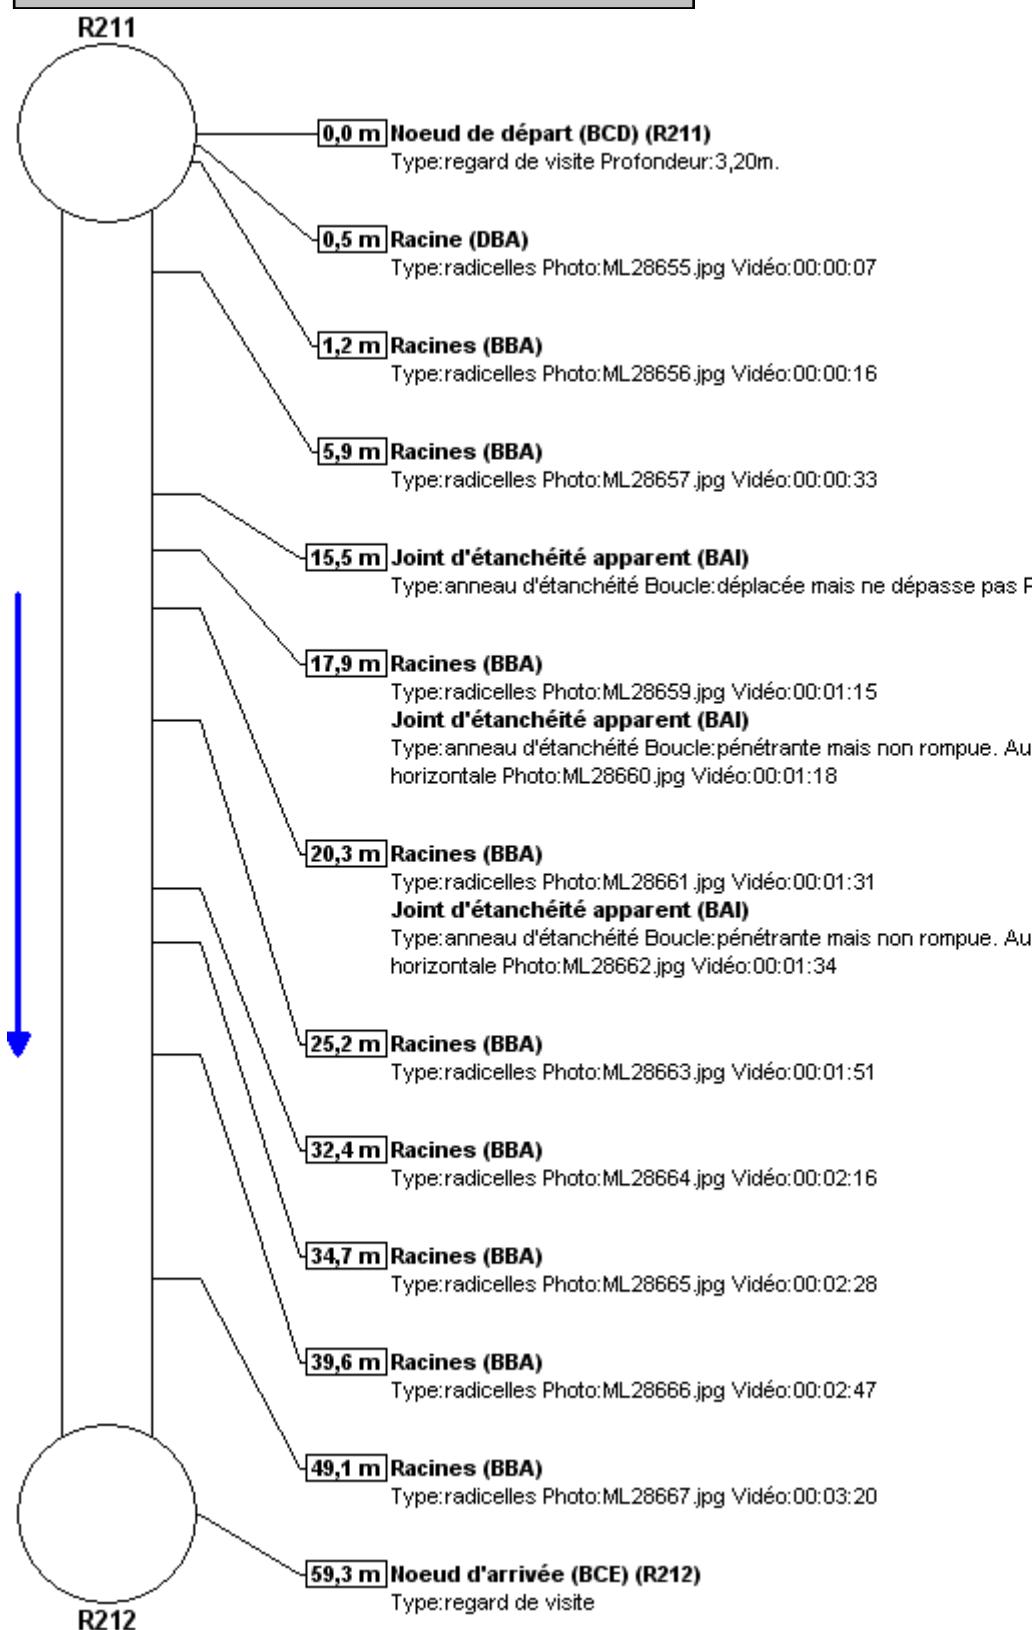 R211
0,0 m Noeud de départ (BCD) (R211)
Type:regard de visite Profondeur:3,20m.
0,5 m Racine (DBA)
Type:radicelles Photo:ML28655.jpg Vidéo:00:00:07
1,2 m Racines (BBA)
Type:radicelles Photo:ML28656.jpg Vidéo:00:00:16
5,9 m Racines (BBA)
Type:radicelles Photo:ML28657.jpg Vidéo:00:00:33
15,5 m Joint d'étanchéité apparent (BAI)
Type:anneau d'étanchéité Boucle:déplacée mais ne dépasse pas P
17,9 m Racines (BBA)
Type:radicelles Photo:ML28659.jpg Vidéo:00:01:15
Joint d'étanchéité apparent (BAI)
Type:anneau d'étanchéité Boucle:pénétrante mais non rompue. Au
horizontale Photo:ML28660.jpg Vidéo:00:01:18
20,3 m Racines (BBA)
Type:radicelles Photo:ML28661.jpg Vidéo:00:01:31
Joint d'étanchéité apparent (BAI)
Type:anneau d'étanchéité Boucle:pénétrante mais non rompue. Au
horizontale Photo:ML28662.jpg Vidéo:00:01:34
25,2 m Racines (BBA)
Type:radicelles Photo:ML28663.jpg Vidéo:00:01:51
32,4 m Racines (BBA)
Type:radicelles Photo:ML28664.jpg Vidéo:00:02:16
34,7 m Racines (BBA)
Type:radicelles Photo:ML28665.jpg Vidéo:00:02:28
39,6 m Racines (BBA)
Type:radicelles Photo:ML28666.jpg Vidéo:00:02:47
49,1 m Racines (BBA)
Type:radicelles Photo:ML28667.jpg Vidéo:00:03:20
59,3 m Noeud d'arrivée (BCE) (R212)
Type:regard de visite
R212